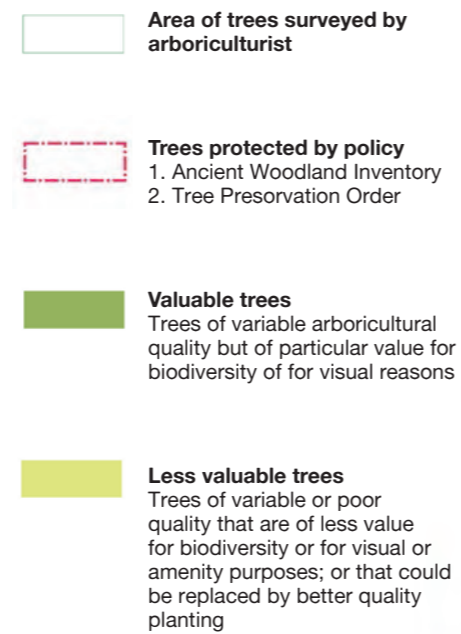 Area of trees surveyed by
arboriculturist
Trees protected by policy
1. Ancient Woodland Inventory
2. Tree Presorvation Order
Valuable trees
Trees of variable arboricultural
quality but of particular value for
biodiversity of for visual reasons
Less valuable trees
Trees of variable or poor
quality that are of less value
for biodiversity or for visual or
amenity purposes; or that could
be replaced by better quality
planting